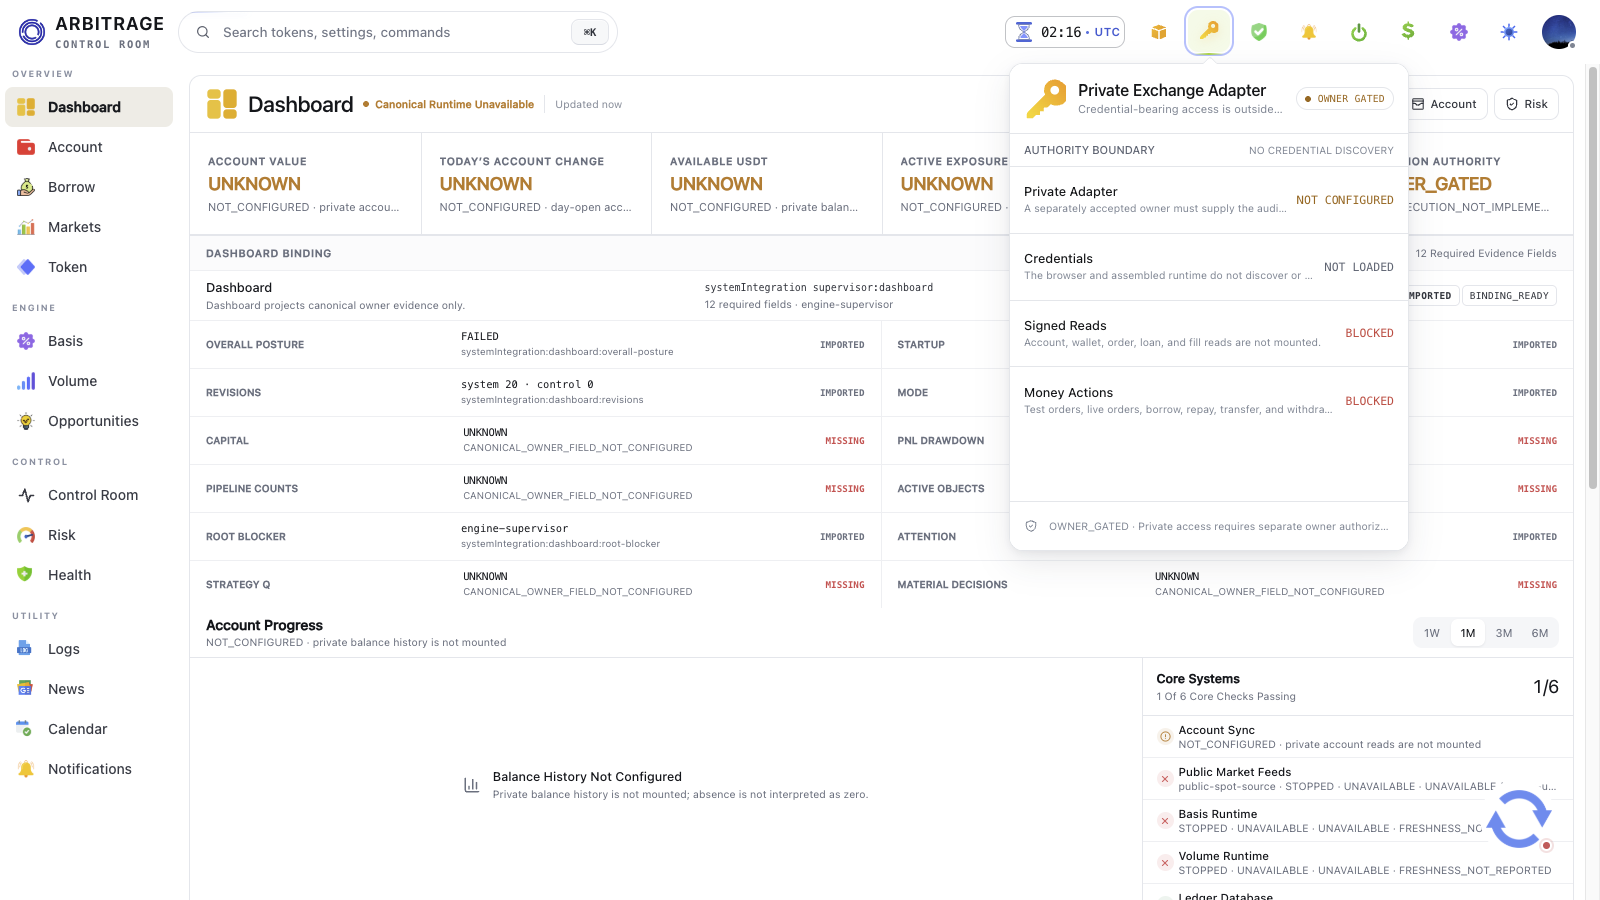 ARBITRAGE
CONTROL ROOM
Search tokens, settings, commands
⌘K
02:16 • UTC
OVERVIEW
Dashboard
Account
Borrow
Markets
Token
ENGINE
Basis
Volume
Opportunities
CONTROL
Control Room
Risk
Health
UTILITY
Logs
News
Calendar
Notifications
Dashboard
Canonical Runtime Unavailable
Updated now
Account
Risk
ACCOUNT VALUE
UNKNOWN
NOT_CONFIGURED · private accou...
TODAY'S ACCOUNT CHANGE
UNKNOWN
NOT_CONFIGURED · day-open acc...
AVAILABLE USDT
UNKNOWN
NOT_CONFIGURED · private balan...
ACTIVE EXPOSURE
UNKNOWN
NOT_CONFIGURED ·
ION AUTHORITY
ER_GATED
ECUTION_NOT_IMPLEME...
Private Exchange Adapter
Credential-bearing access is outside...
OWNER GATED
AUTHORITY BOUNDARY
NO CREDENTIAL DISCOVERY
Private Adapter
A separately accepted owner must supply the audi...
NOT CONFIGURED
Credentials
The browser and assembled runtime do not discover or ...
NOT LOADED
Signed Reads
Account, wallet, order, loan, and fill reads are not mounted.
BLOCKED
Money Actions
Test orders, live orders, borrow, repay, transfer, and withdra...
BLOCKED
OWNER_GATED · Private access requires separate owner authoriz...
DASHBOARD BINDING
12 Required Evidence Fields
Dashboard
Dashboard projects canonical owner evidence only.
systemIntegration supervisor:dashboard
12 required fields · engine-supervisor
MPORTED
BINDING_READY
OVERALL POSTURE
FAILED
systemIntegration:dashboard:overall-posture
IMPORTED
STARTUP
IMPORTED
REVISIONS
system 20 · control 0
systemIntegration:dashboard:revisions
IMPORTED
MODE
IMPORTED
CAPITAL
UNKNOWN
CANONICAL_OWNER_FIELD_NOT_CONFIGURED
MISSING
PNL DRAWDOWN
MISSING
PIPELINE COUNTS
UNKNOWN
CANONICAL_OWNER_FIELD_NOT_CONFIGURED
MISSING
ACTIVE OBJECTS
MISSING
ROOT BLOCKER
engine-supervisor
systemIntegration:dashboard:root-blocker
IMPORTED
ATTENTION
IMPORTED
STRATEGY Q
UNKNOWN
CANONICAL_OWNER_FIELD_NOT_CONFIGURED
MISSING
MATERIAL DECISIONS
UNKNOWN
CANONICAL_OWNER_FIELD_NOT_CONFIGURED
MISSING
Account Progress
NOT_CONFIGURED · private balance history is not mounted
1W
1M
3M
6M
Balance History Not Configured
Private balance history is not mounted; absence is not interpreted as zero.
Core Systems
1 Of 6 Core Checks Passing
1/6
Account Sync
NOT_CONFIGURED · private account reads are not mounted
Public Market Feeds
public-spot-source · STOPPED · UNAVAILABLE · UNAVAILABLE
Basis Runtime
STOPPED · UNAVAILABLE · UNAVAILABLE · FRESHNESS_NO
Volume Runtime
STOPPED · UNAVAILABLE · UNAVAILABLE · FRESHNESS_NOT_REPORTED
Ledger Database